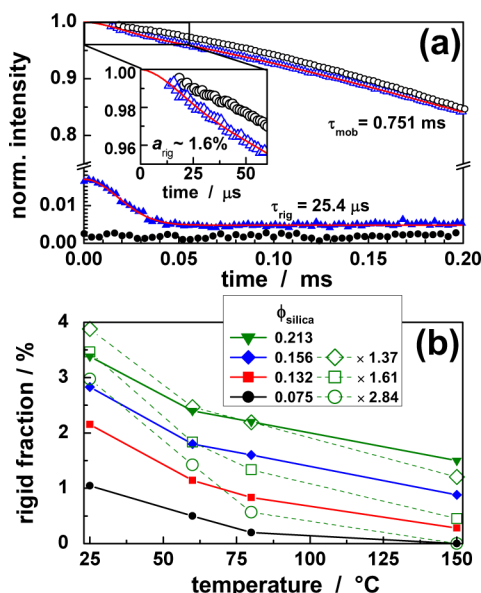 1.0
(a)
0.9
0.8
0.01
0.00
norm. intensity
1.00
0.98
0.96
a_rig ~ 1.6%
0 25 50
time / μs
τ_mob = 0.751 ms
τ_rig = 25.4 μs
0.00 0.05 0.10 0.15 0.20
time / ms
ϕ_silica
0.213
0.156 × 1.37
0.132 × 1.61
0.075 × 2.84
(b)
4
3
2
1
0
rigid fraction / %
25 50 75 100 125 150
temperature / °C